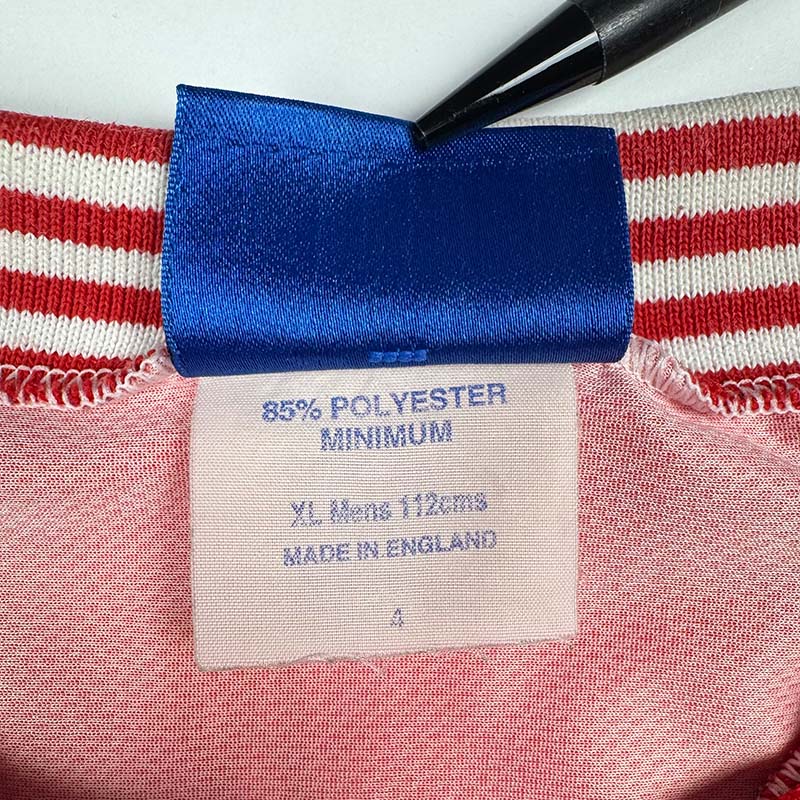 85% POLYESTER
MINIMUM
XL Mens 112cms
MADE IN ENGLAND
4